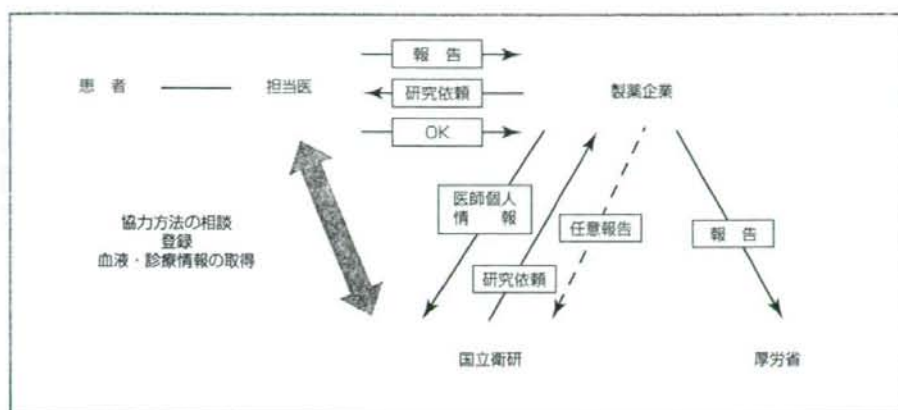 報 告
患 者
担当医
研究依頼
製薬企業
OK
協力方法の相談
登録
血液・診療情報の取得
医師個人
情 報
任意報告
報 告
研究依頼
国立衛研
厚労省